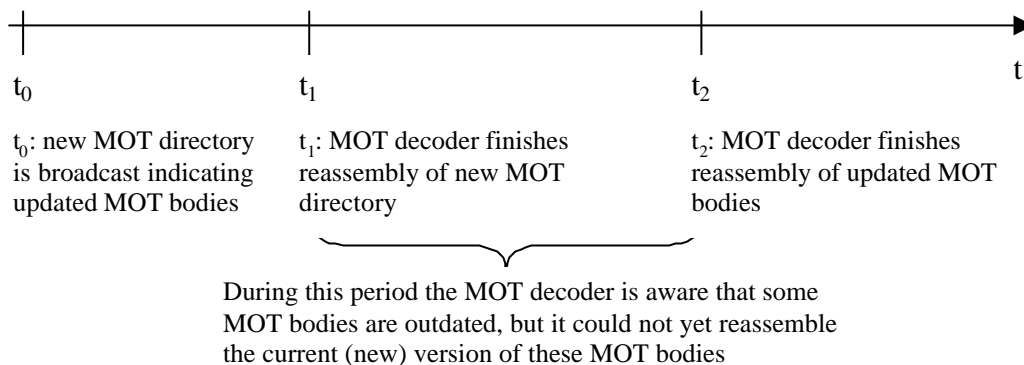 t
t₀
t₁
t₂
t₀: new MOT directory
is broadcast indicating
updated MOT bodies
t₁: MOT decoder finishes
reassembly of new MOT
directory
t₂: MOT decoder finishes
reassembly of updated MOT
bodies
During this period the MOT decoder is aware that some
MOT bodies are outdated, but it could not yet reassemble
the current (new) version of these MOT bodies